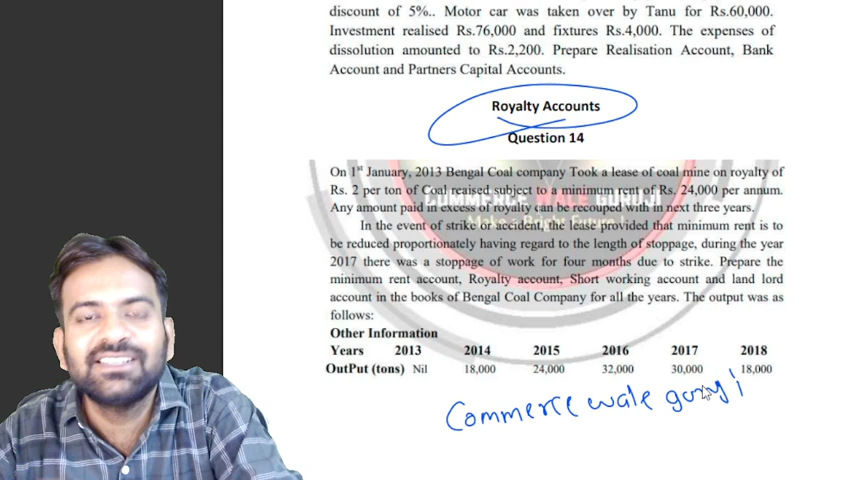 discount of 5%.. Motor car was taken over by Tanu for Rs.60,000.
Investment realised Rs.76,000 and fixtures Rs.4,000. The expenses of
dissolution amounted to Rs.2,200. Prepare Realisation Account, Bank
Account and Partners Capital Accounts.
Royalty Accounts
Question 14
On 1st January, 2013 Bengal Coal company Took a lease of coal mine on royalty of
Rs. 2 per ton of Coal reaised subject to a minimum rent of Rs. 24,000 per annum.
COMMERCE WALE GURUJI
Any amount paid in excess of royalty can be recouped with in next three years.
Make a Bright Future !
In the event of strike or accident, the lease provided that minimum rent is to
be reduced proportionately having regard to the length of stoppage, during the year
2017 there was a stoppage of work for four months due to strike. Prepare the
minimum rent account, Royalty account, Short working account and land lord
account in the books of Bengal Coal Company for all the years. The output was as
follows:
Other Information
Years 2013 2014 2015 2016 2017 2018
OutPut (tons) Nil 18,000 24,000 32,000 30,000 18,000
Commerce wale guruji